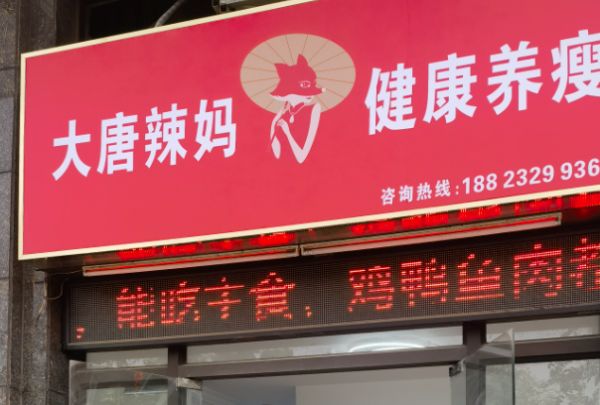 大唐辣妈 健康养瘦
咨询热线:188 2329 936
能吃主食、鸡鸭鱼肉搭